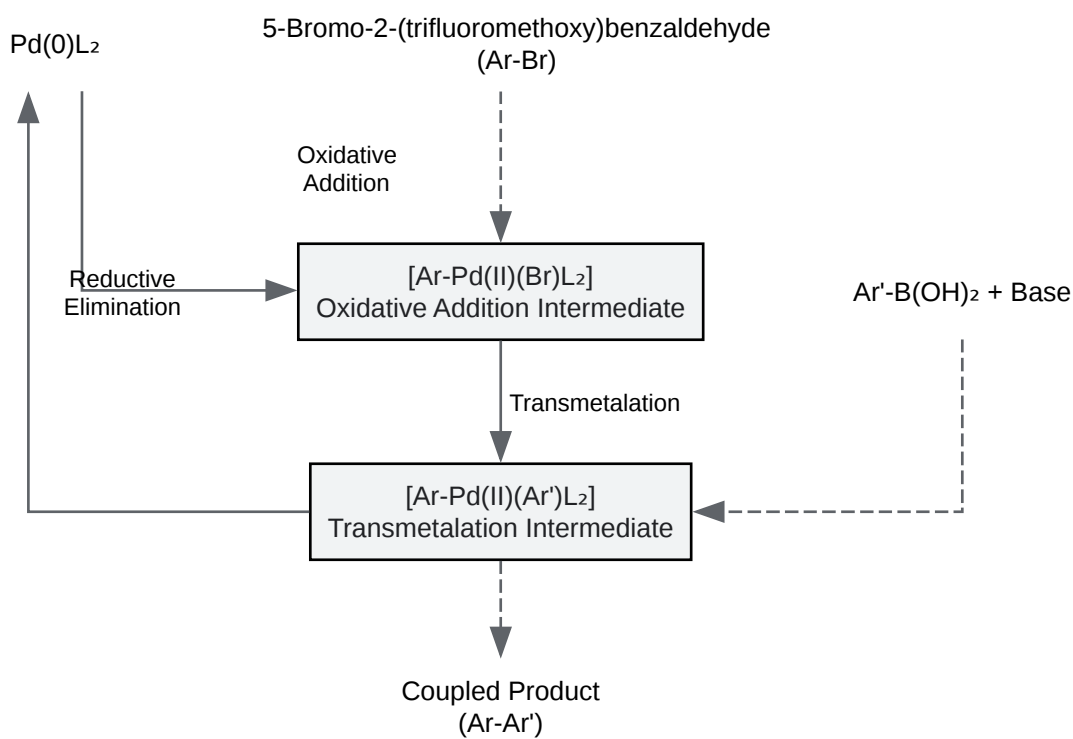 5-Bromo-2-(trifluoromethoxy)benzaldehyde
(Ar-Br)
Pd(0)L₂
Oxidative
Addition
Reductive
Elimination
[Ar-Pd(II)(Br)L₂]
Oxidative Addition Intermediate
Ar'-B(OH)₂ + Base
Transmetalation
[Ar-Pd(II)(Ar')L₂]
Transmetalation Intermediate
Coupled Product
(Ar-Ar')